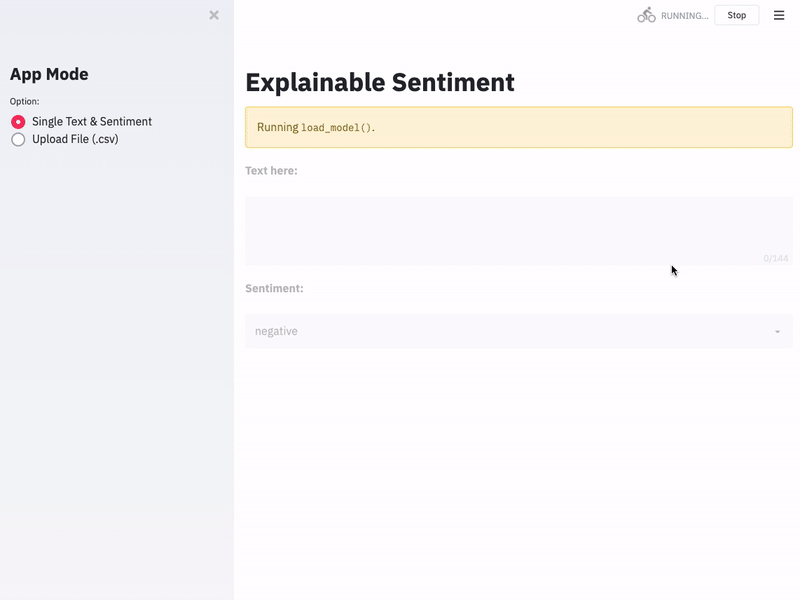 RUNNING...
Stop
App Mode
Option:
Single Text & Sentiment
Upload File (.csv)
Explainable Sentiment
Running load_model().
Text here:
0/144
Sentiment:
negative